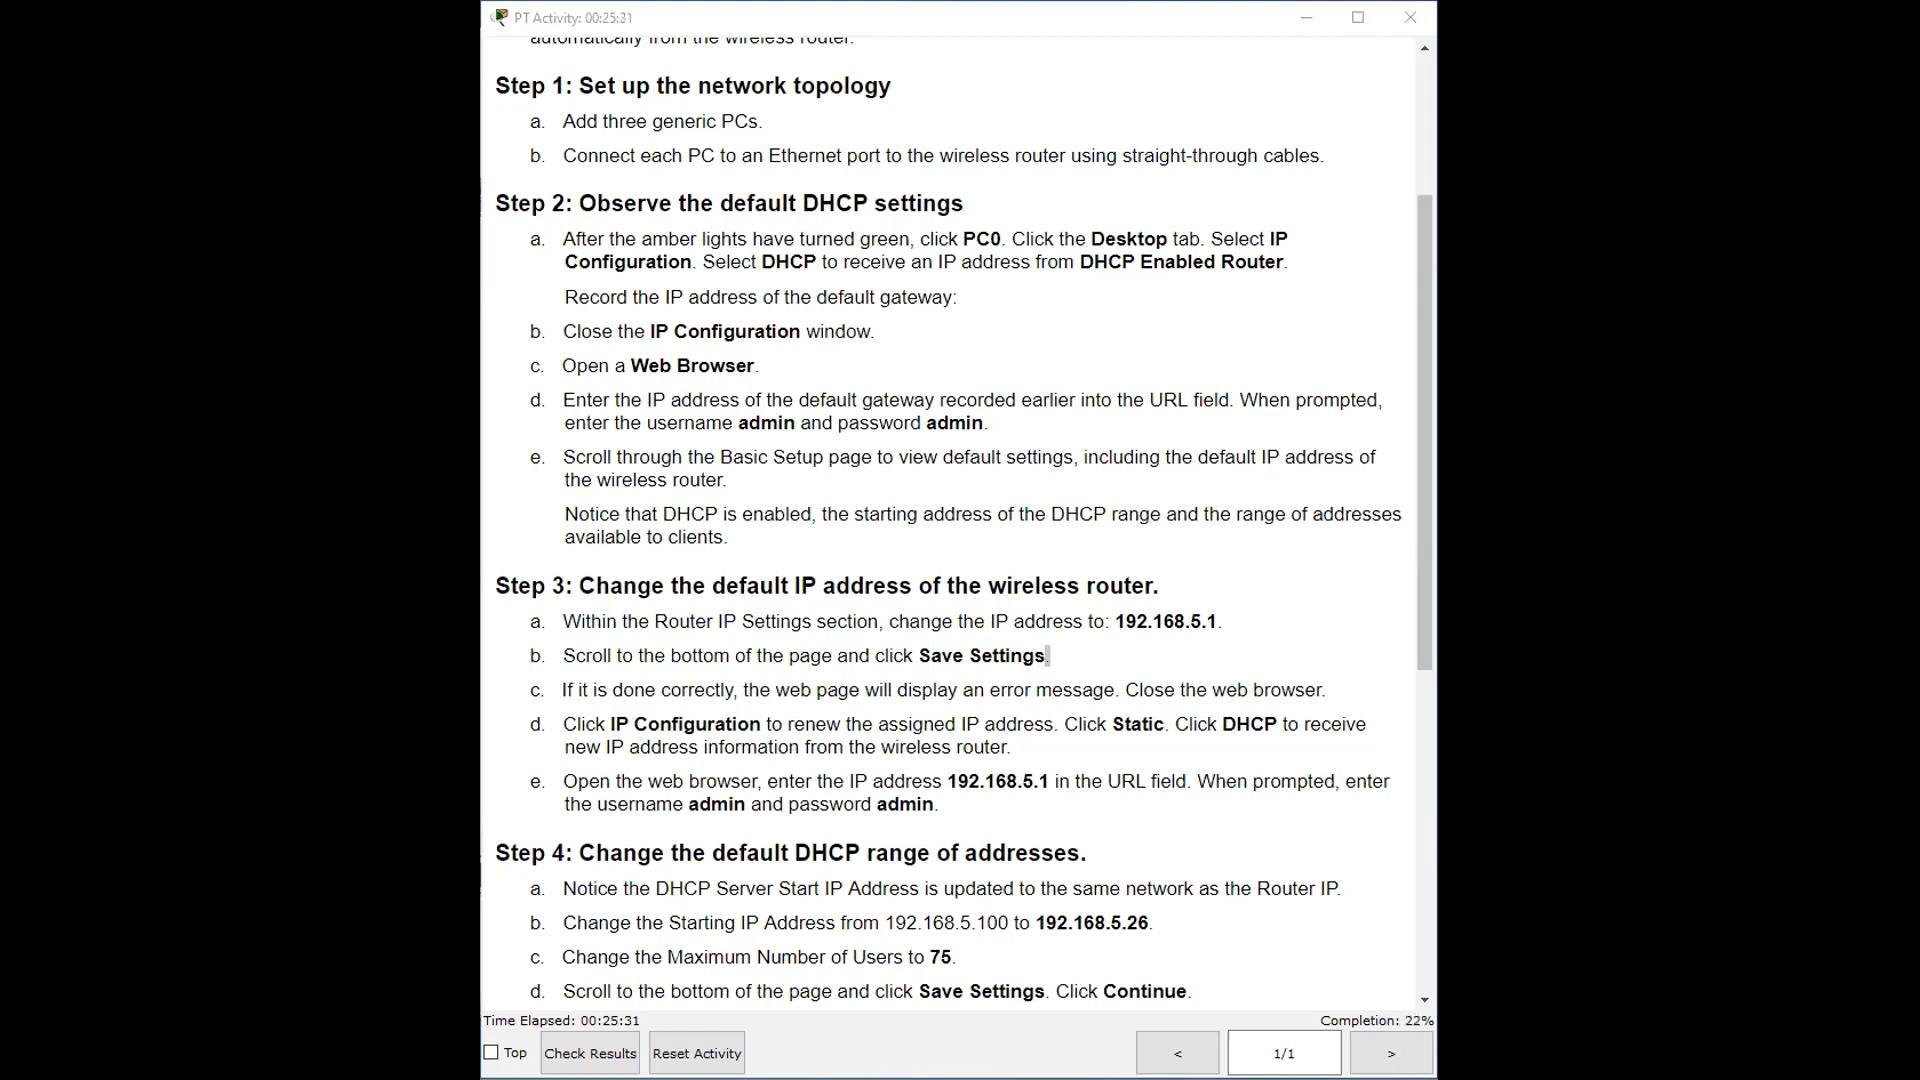 PT Activity: 00:25:31
automatically from the wireless router.
Step 1: Set up the network topology
a. Add three generic PCs.
b. Connect each PC to an Ethernet port to the wireless router using straight-through cables.
Step 2: Observe the default DHCP settings
a. After the amber lights have turned green, click PC0. Click the Desktop tab. Select IP
Configuration. Select DHCP to receive an IP address from DHCP Enabled Router.
Record the IP address of the default gateway:
b. Close the IP Configuration window.
c. Open a Web Browser.
d. Enter the IP address of the default gateway recorded earlier into the URL field. When prompted,
enter the username admin and password admin.
e. Scroll through the Basic Setup page to view default settings, including the default IP address of
the wireless router.
Notice that DHCP is enabled, the starting address of the DHCP range and the range of addresses
available to clients.
Step 3: Change the default IP address of the wireless router.
a. Within the Router IP Settings section, change the IP address to: 192.168.5.1.
b. Scroll to the bottom of the page and click Save Settings.
c. If it is done correctly, the web page will display an error message. Close the web browser.
d. Click IP Configuration to renew the assigned IP address. Click Static. Click DHCP to receive
new IP address information from the wireless router.
e. Open the web browser, enter the IP address 192.168.5.1 in the URL field. When prompted, enter
the username admin and password admin.
Step 4: Change the default DHCP range of addresses.
a. Notice the DHCP Server Start IP Address is updated to the same network as the Router IP.
b. Change the Starting IP Address from 192.168.5.100 to 192.168.5.26.
c. Change the Maximum Number of Users to 75.
d. Scroll to the bottom of the page and click Save Settings. Click Continue.
Time Elapsed: 00:25:31 Completion: 22%
Top Check Results Reset Activity < 1/1 >